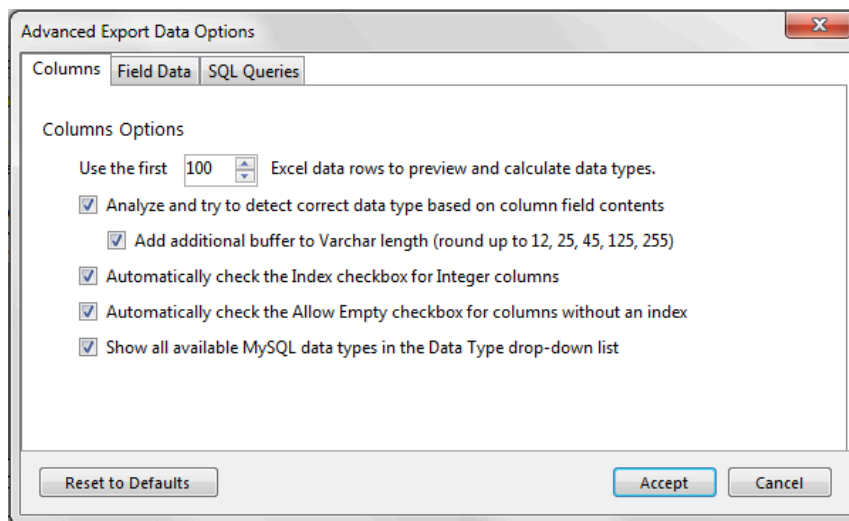 Advanced Export Data Options
Columns Field Data SQL Queries
Columns Options
Use the first 100 Excel data rows to preview and calculate data types.
Analyze and try to detect correct data type based on column field contents
Add additional buffer to Varchar length (round up to 12, 25, 45, 125, 255)
Automatically check the Index checkbox for Integer columns
Automatically check the Allow Empty checkbox for columns without an index
Show all available MySQL data types in the Data Type drop-down list
Reset to Defaults Accept Cancel